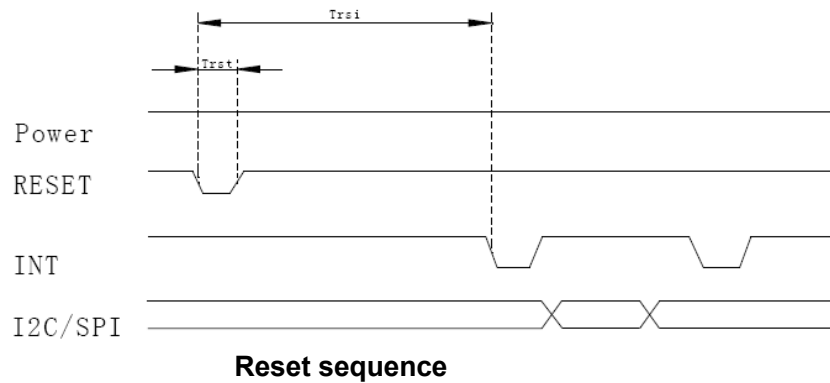 Trsi
Trst
Power
RESET
INT
I2C/SPI
Reset sequence